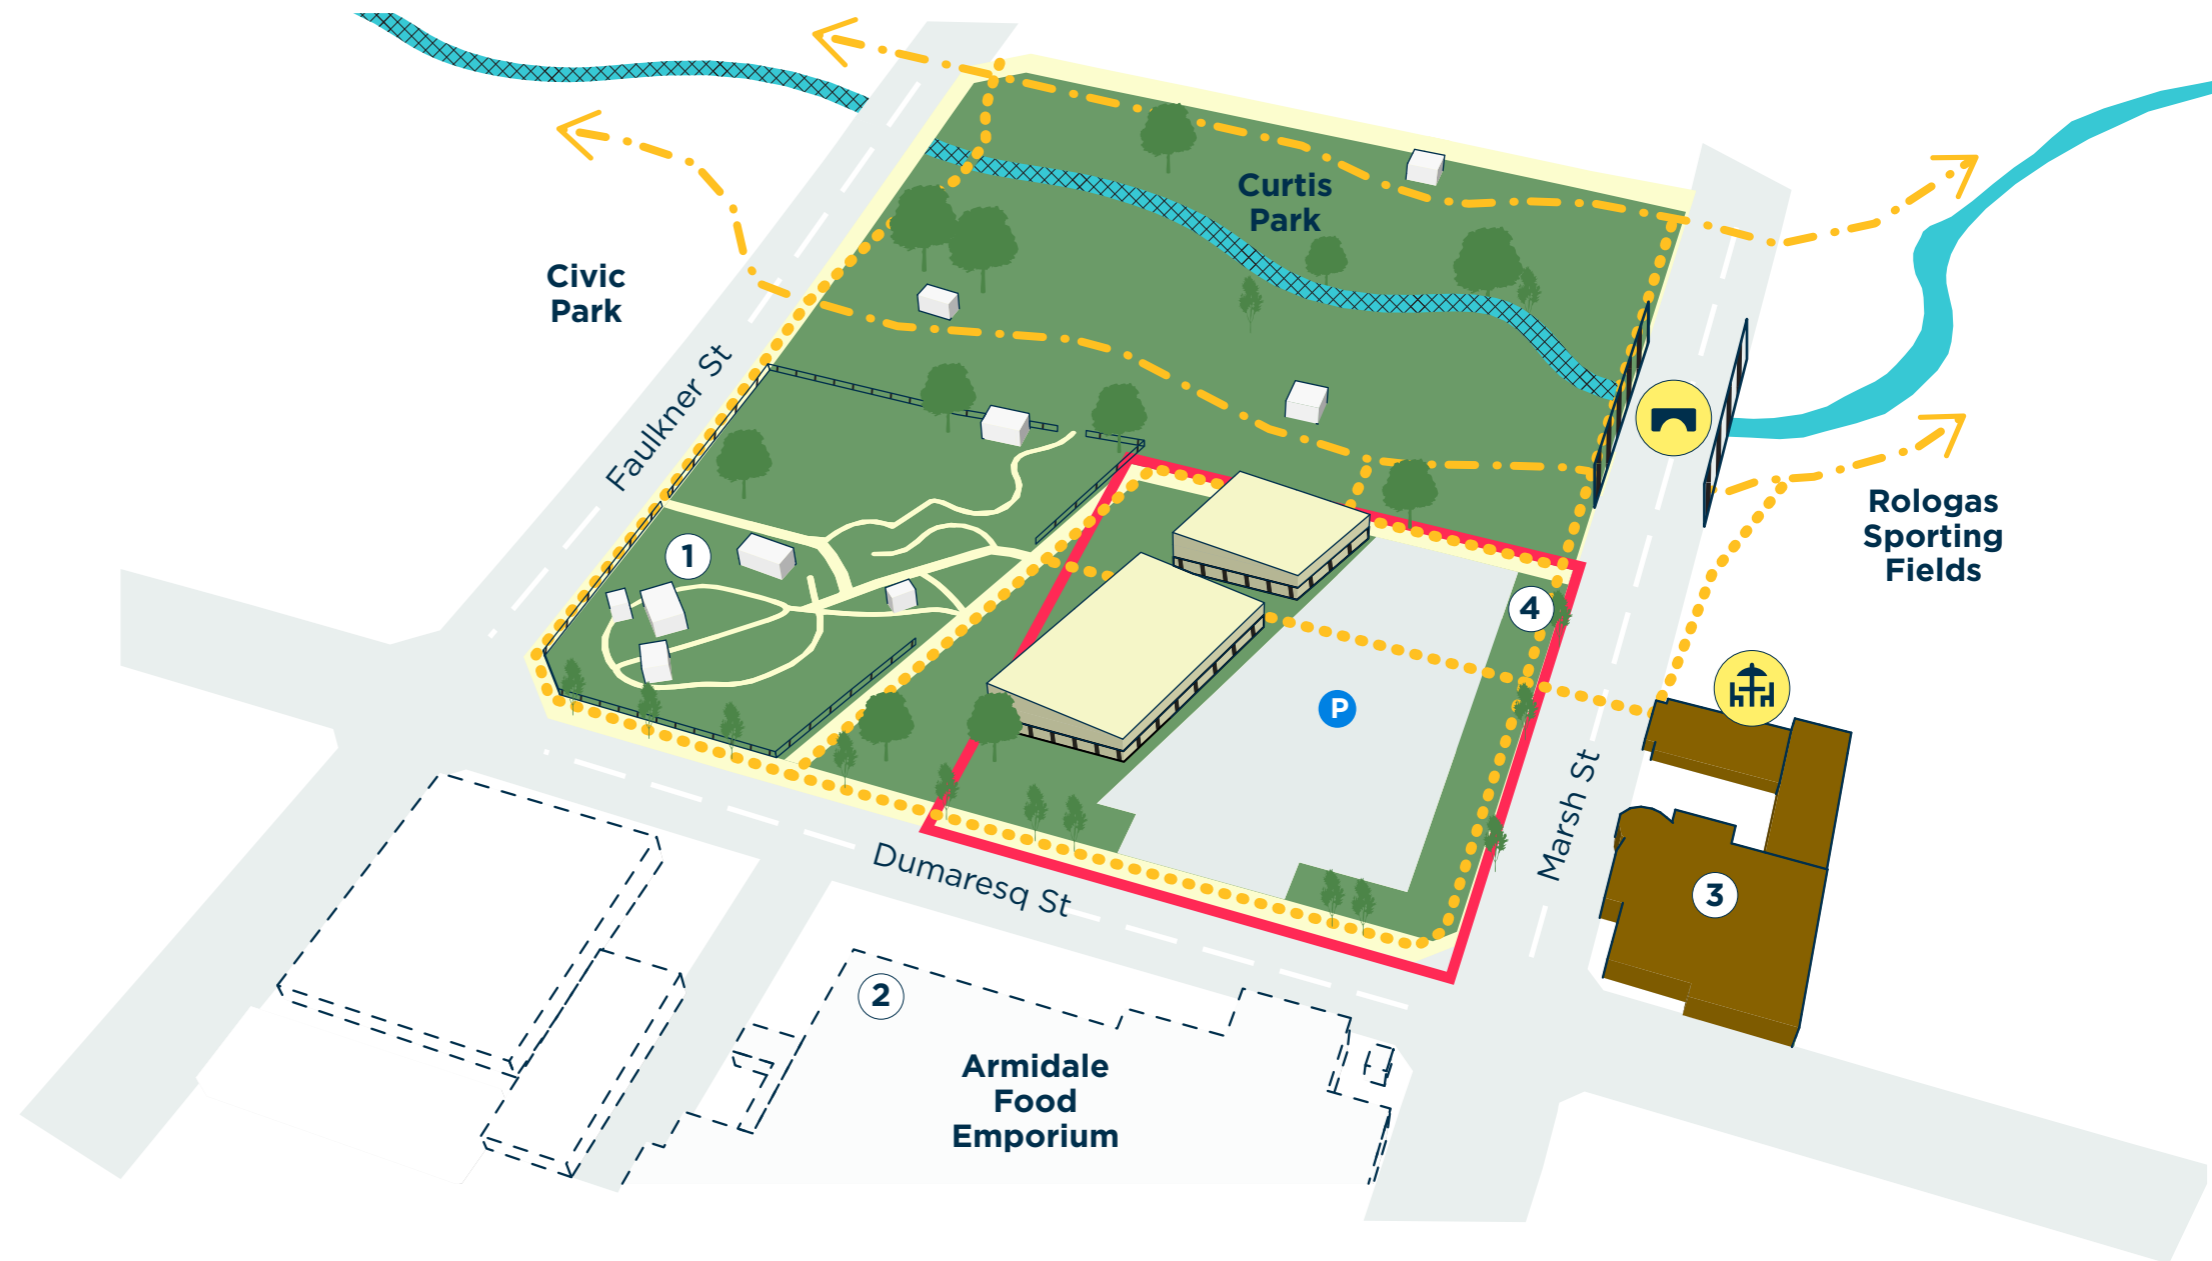 Curtis
Park
Civic
Park
Faulkner St
Rologas
Sporting
Fields
1
4
P
Marsh St
Dumaresq St
3
2
Armidale
Food
Emporium